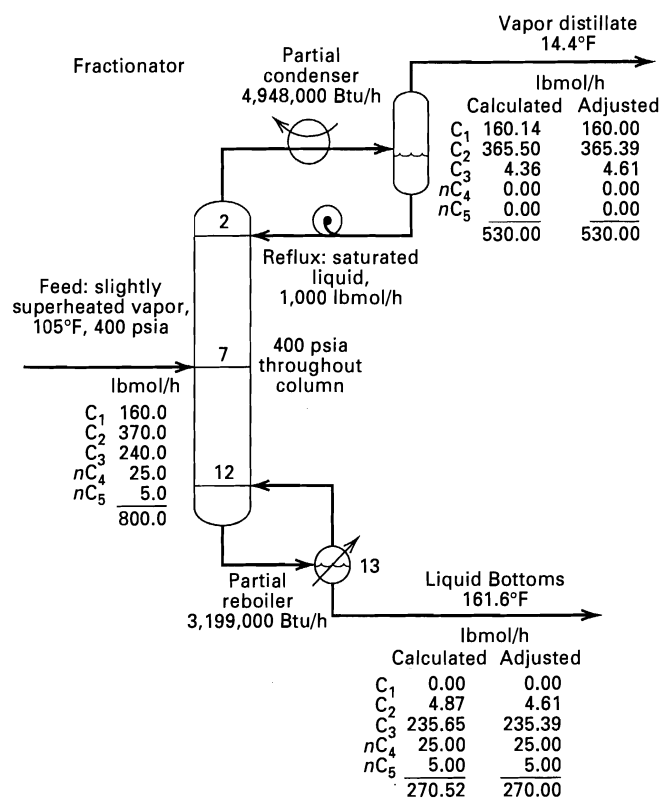 Vapor distillate
14.4°F
Partial
condenser
4,948,000 Btu/h
Fractionator
lbmol/h
Calculated Adjusted
C₁ 160.14 160.00
C₂ 365.50 365.39
C₃ 4.36 4.61
nC₄ 0.00 0.00
nC₅ 0.00 0.00
530.00 530.00
2
Reflux: saturated
liquid,
1,000 lbmol/h
Feed: slightly
superheated vapor,
105°F, 400 psia
7
400 psia
throughout
column
lbmol/h
C₁ 160.0
C₂ 370.0
C₃ 240.0
nC₄ 25.0
nC₅ 5.0
800.0
12
13
Partial
reboiler
3,199,000 Btu/h
Liquid Bottoms
161.6°F
lbmol/h
Calculated Adjusted
C₁ 0.00 0.00
C₂ 4.87 4.61
C₃ 235.65 235.39
nC₄ 25.00 25.00
nC₅ 5.00 5.00
270.52 270.00